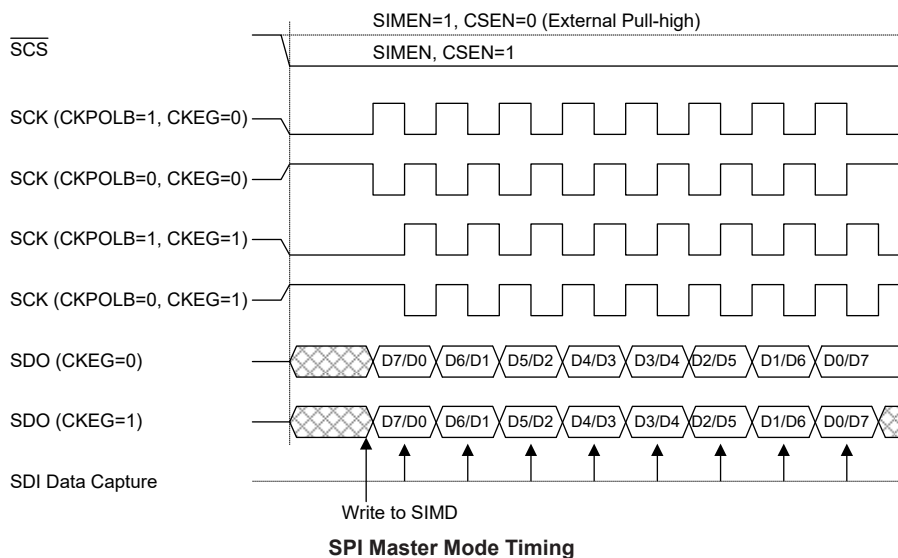 SIMEN=1, CSEN=0 (External Pull-high)
SCS
SIMEN, CSEN=1
SCK (CKPOLB=1, CKEG=0)
SCK (CKPOLB=0, CKEG=0)
SCK (CKPOLB=1, CKEG=1)
SCK (CKPOLB=0, CKEG=1)
SDO (CKEG=0) D7/D0 D6/D1 D5/D2 D4/D3 D3/D4 D2/D5 D1/D6 D0/D7
SDO (CKEG=1) D7/D0 D6/D1 D5/D2 D4/D3 D3/D4 D2/D5 D1/D6 D0/D7
SDI Data Capture
Write to SIMD
SPI Master Mode Timing